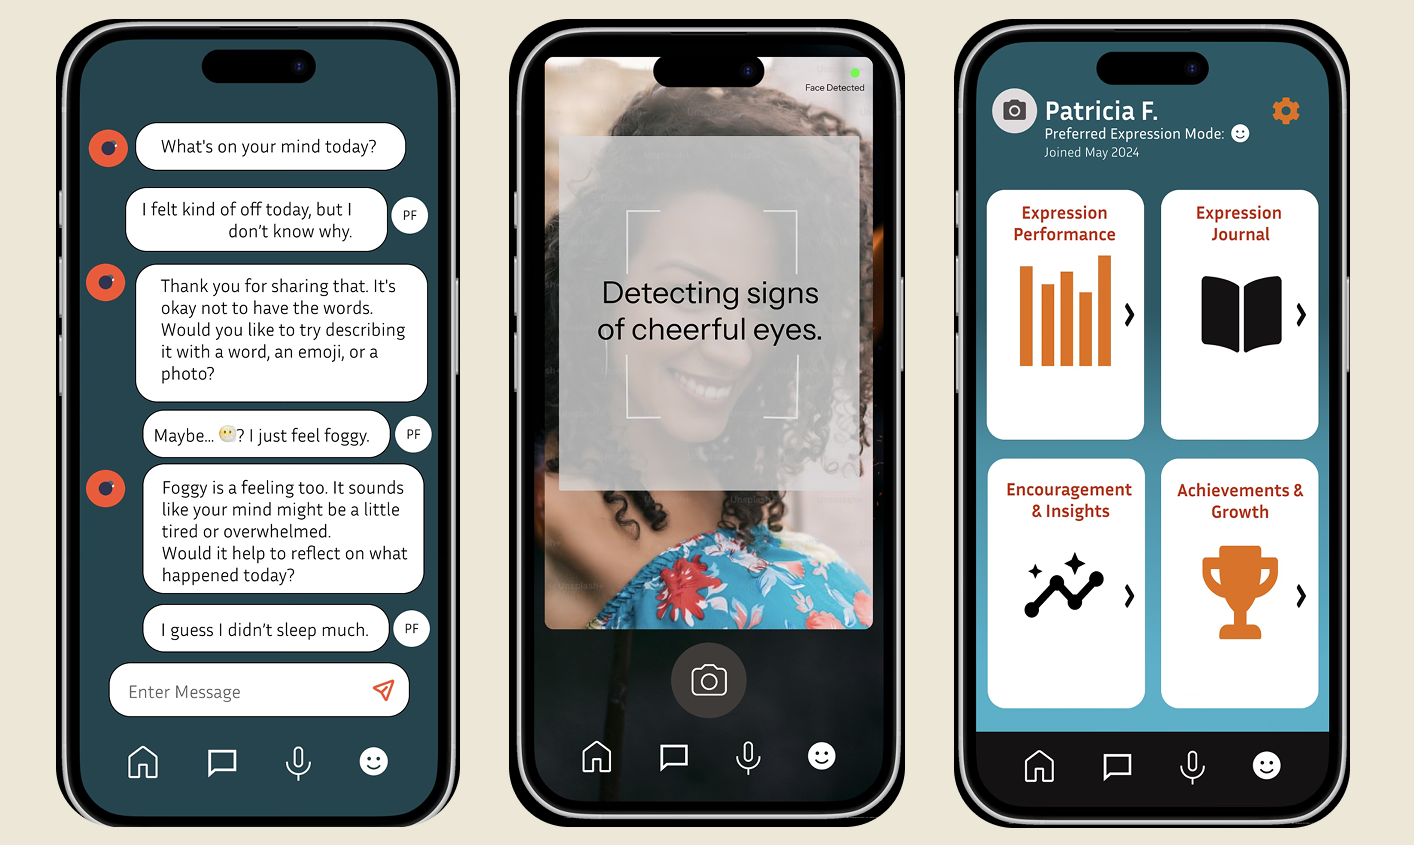 What's on your mind today?
I felt kind of off today, but I
don't know why.
PF
Thank you for sharing that. It's
okay not to have the words.
Would you like to try describing
it with a word, an emoji, or a
photo?
Maybe... 😶? I just feel foggy.
PF
Foggy is a feeling too. It sounds
like your mind might be a little
tired or overwhelmed.
Would it help to reflect on what
happened today?
I guess I didn't sleep much.
PF
Enter Message
Face Detected
Detecting signs
of cheerful eyes.
Unsplash+
Unsplash+
Patricia F.
Preferred Expression Mode:
Joined May 2024
Expression
Performance
Expression
Journal
Encouragement
& Insights
Achievements &
Growth